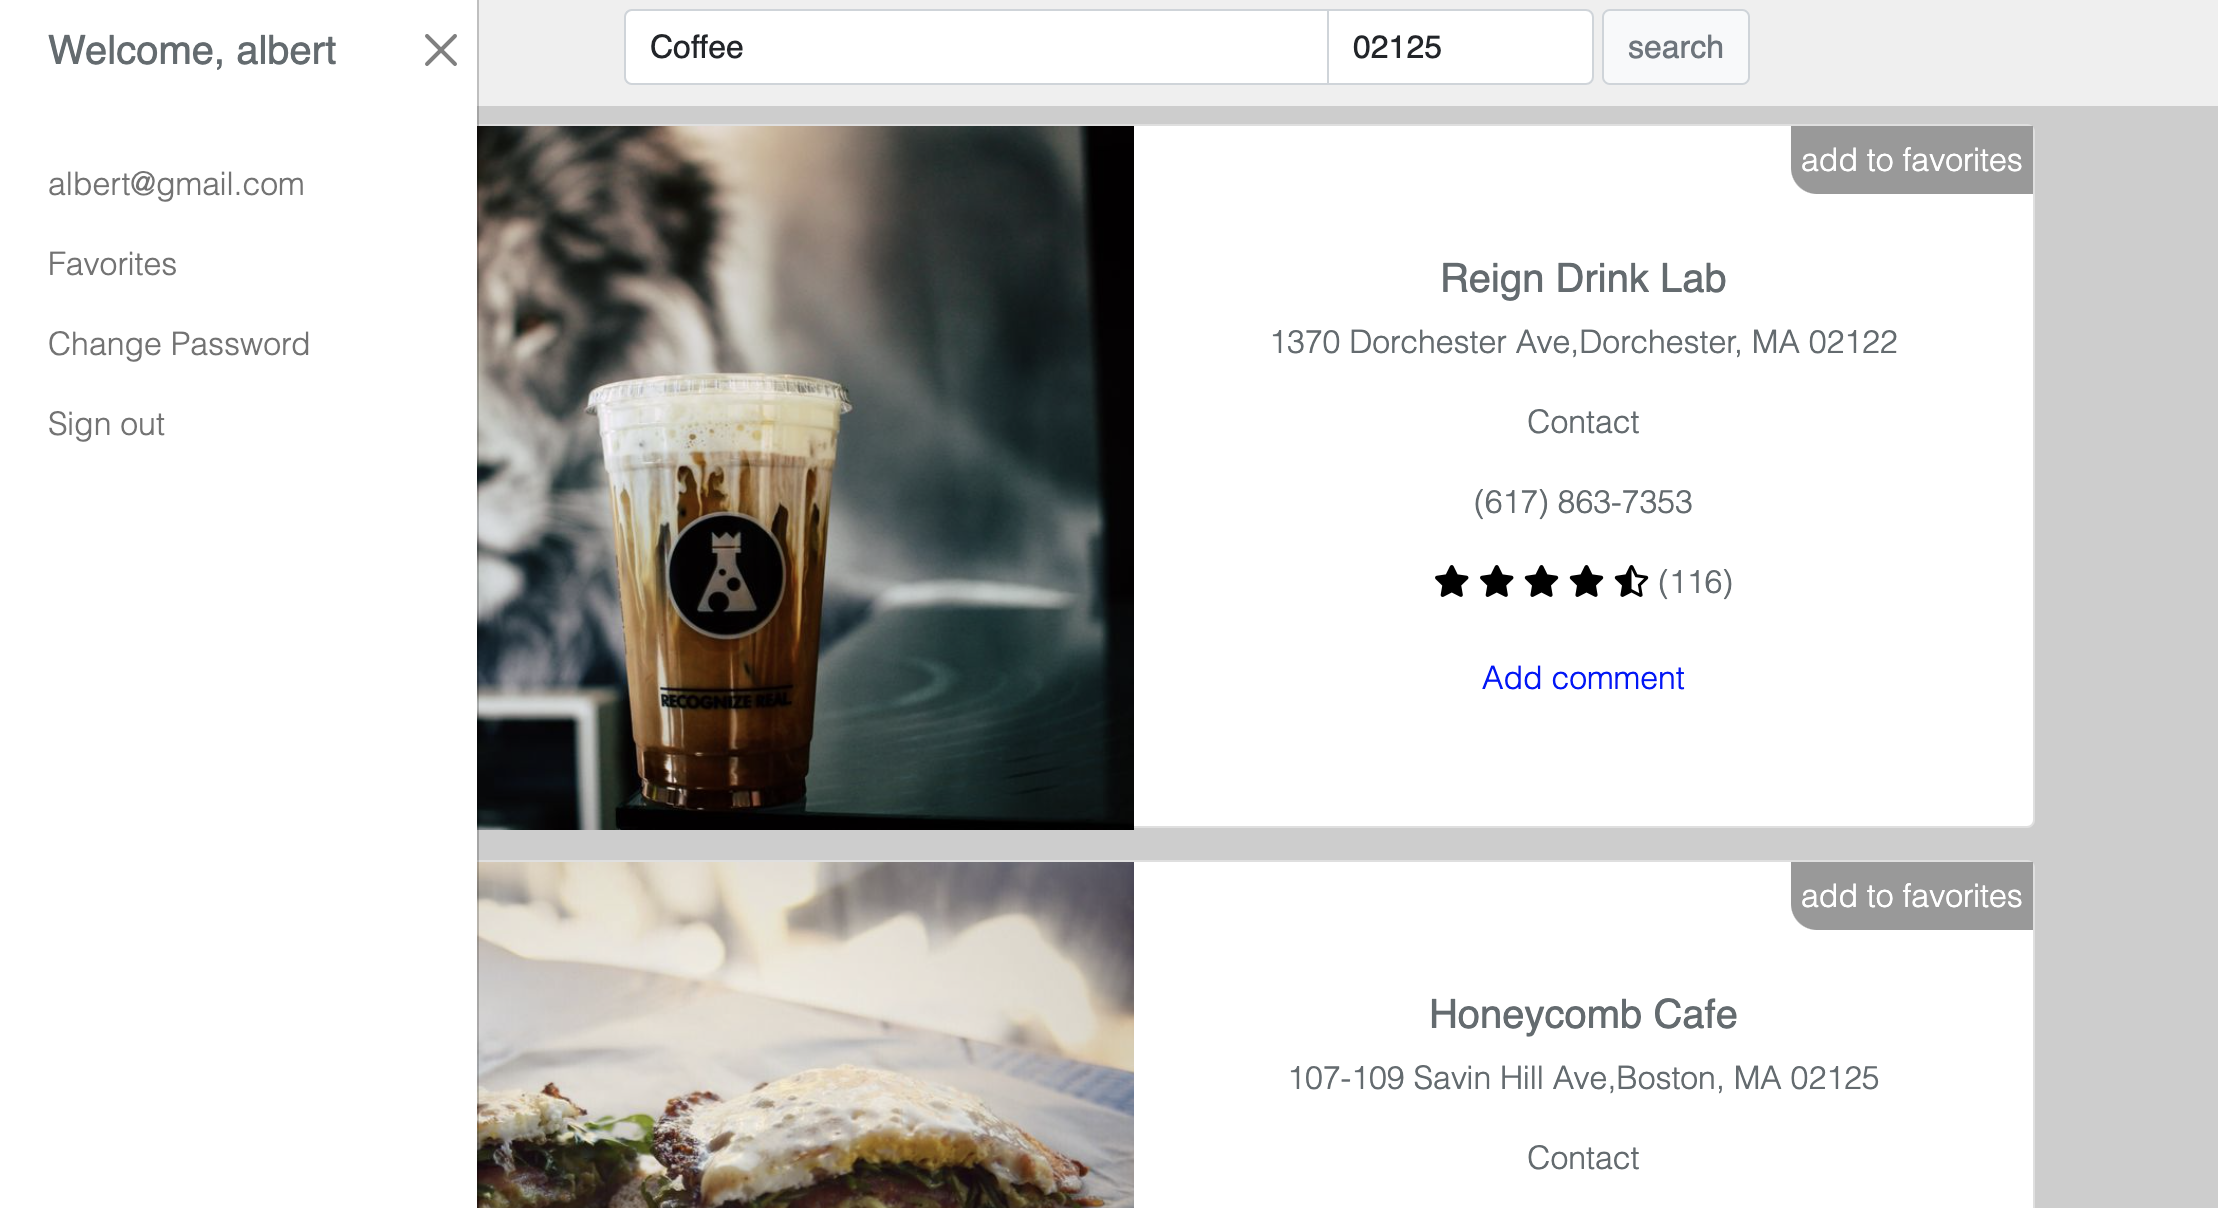 Welcome, albert
albert@gmail.com
Favorites
Change Password
Sign out
Coffee
02125
search
add to favorites
Reign Drink Lab
1370 Dorchester Ave,Dorchester, MA 02122
Contact
(617) 863-7353
(116)
Add comment
RECOGNIZE REAL
add to favorites
Honeycomb Cafe
107-109 Savin Hill Ave,Boston, MA 02125
Contact